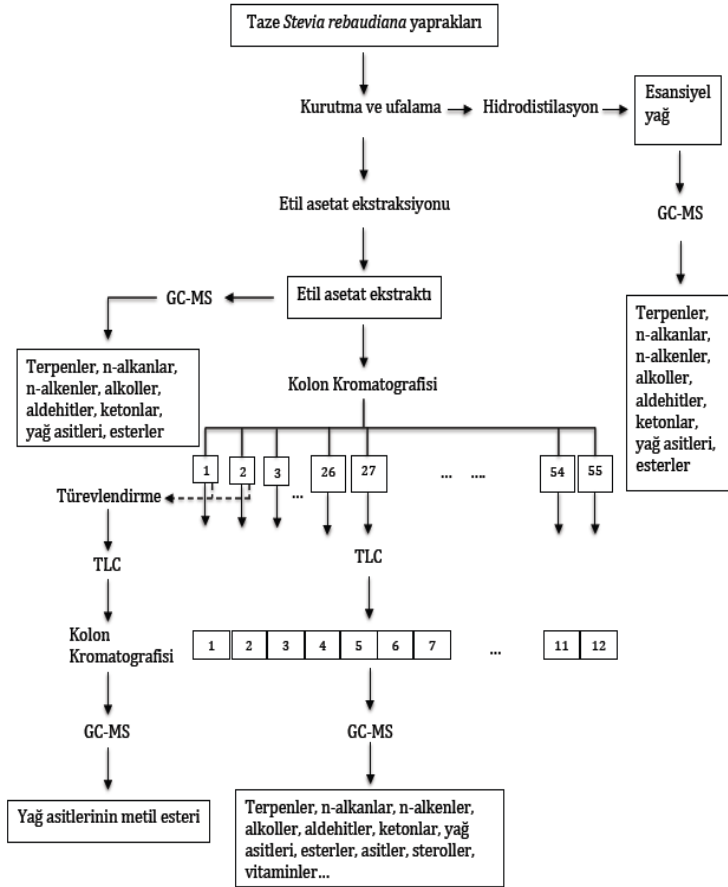 Taze Stevia rebaudiana yaprakları
Kurutma ve ufalama
Hidrodistilasyon
Esansiyel
yağ
Etil asetat ekstraksiyonu
GC-MS
GC-MS
Etil asetat ekstraktı
Terpenler,
n-alkanlar,
n-alkenler,
alkoller,
aldehitler,
ketonlar,
yağ asitleri,
esterler
Terpenler, n-alkanlar,
n-alkenler, alkoller,
aldehitler, ketonlar,
yağ asitleri, esterler
Kolon Kromatografisi
1 2 3 ... 26 27 ... .... 54 55
Türevlendirme
TLC
TLC
Kolon
Kromatografisi
1 2 3 4 5 6 7 ... 11 12
GC-MS
GC-MS
Yağ asitlerinin metil esteri
Terpenler, n-alkanlar, n-alkenler,
alkoller, aldehitler, ketonlar, yağ
asitleri, esterler, asitler, steroller,
vitaminler...